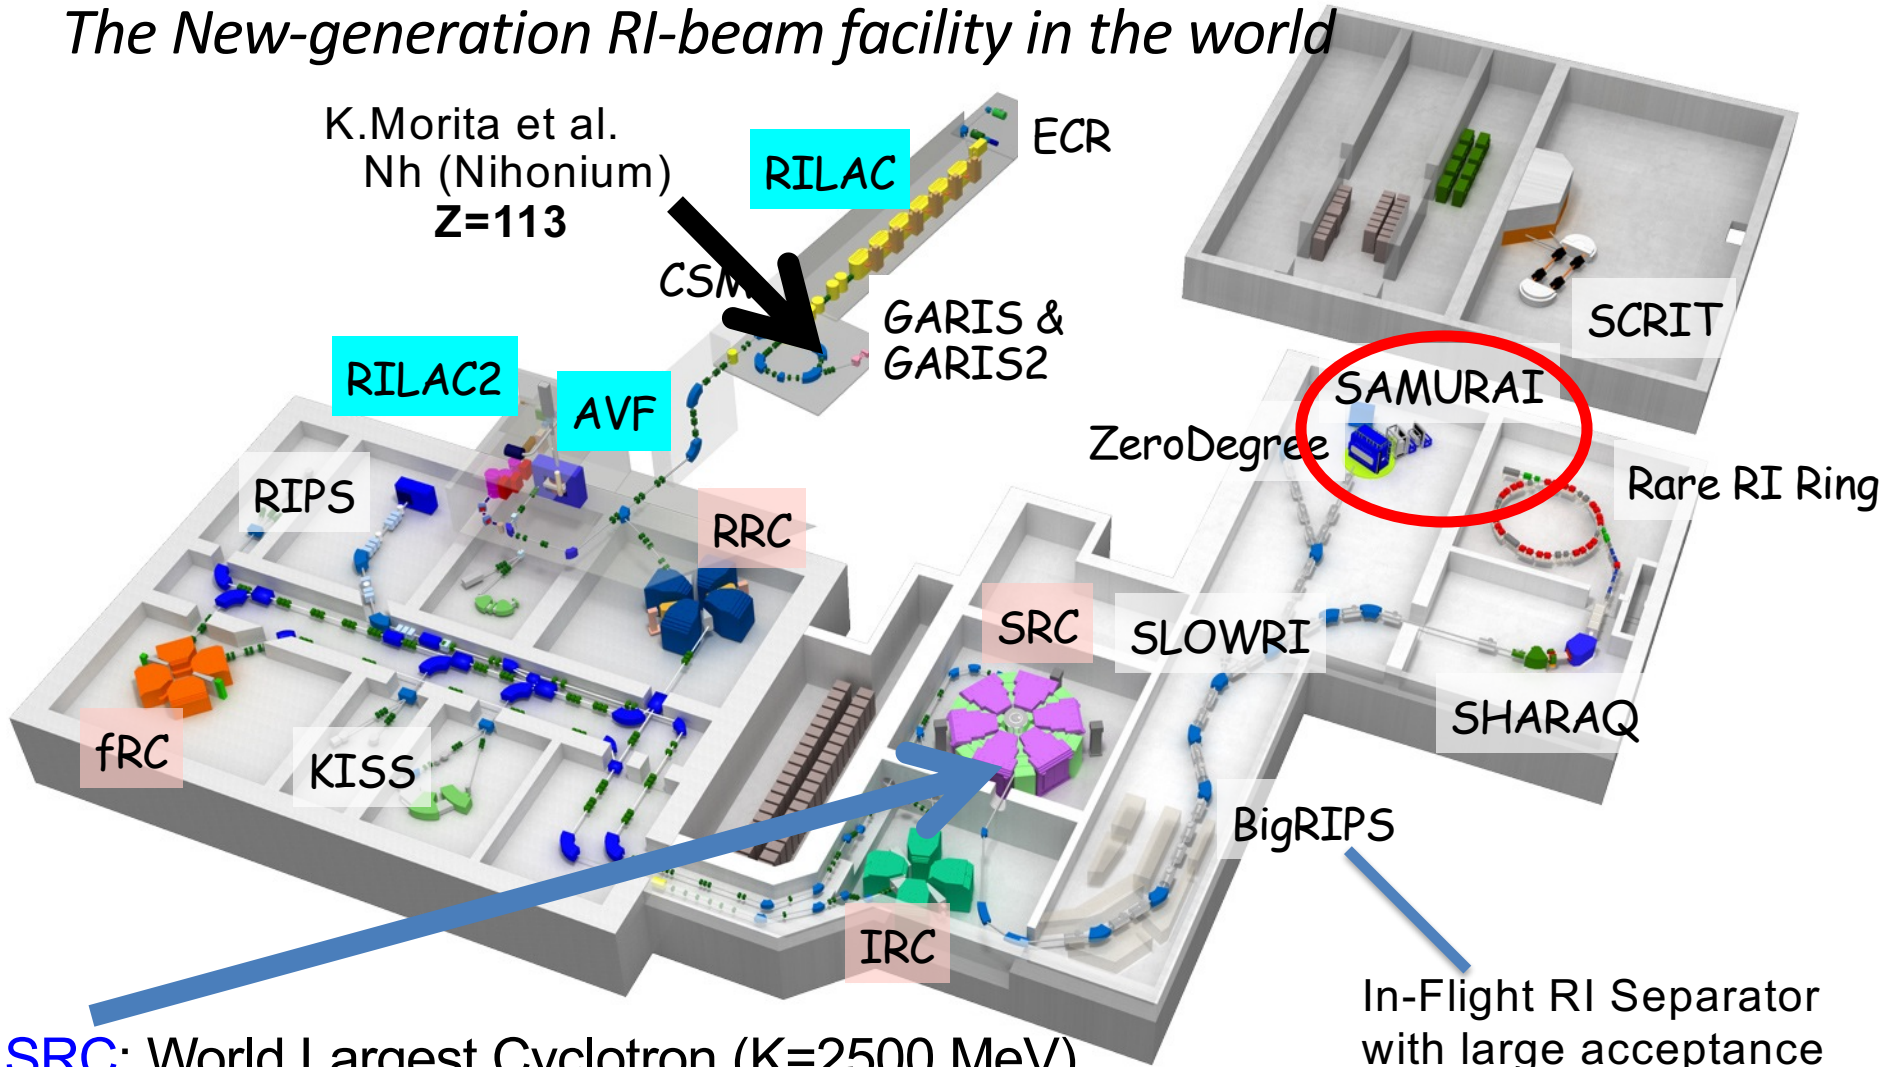 The New-generation RI-beam facility in the world
K.Morita et al.
Nh (Nihonium)
Z=113
RILAC
ECR
CSM
GARIS &
GARIS2
SCRIT
RILAC2
AVF
SAMURAI
ZeroDegree
Rare RI Ring
RIPS
RRC
SRC
SLOWRI
SHARAQ
fRC
KISS
BigRIPS
IRC
In-Flight RI Separator
with large acceptance
SRC: World Largest Cyclotron (K=2500 MeV)